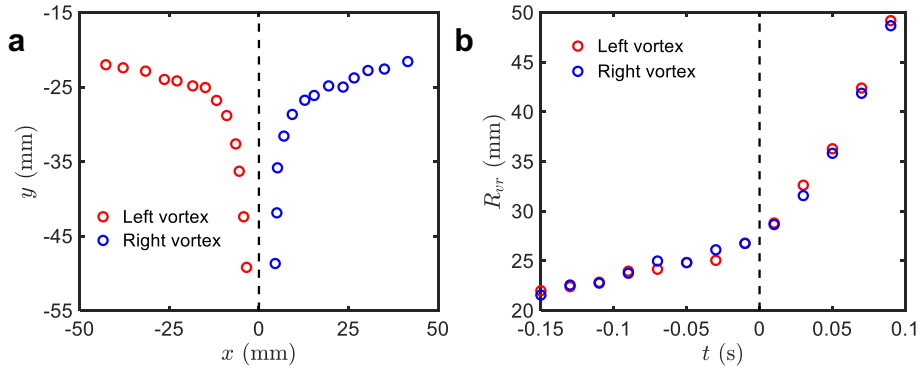 a
-15
-25
-35
-45
-55
y (mm)
Left vortex
Right vortex
-50
-25
0
25
50
x (mm)
b
50
45
40
35
30
25
20
R_{vr} (mm)
Left vortex
Right vortex
-0.15
-0.1
-0.05
0
0.05
0.1
t (s)